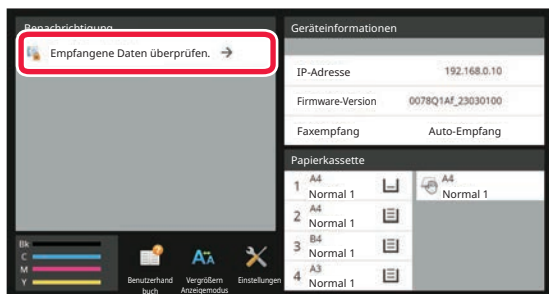 Benachrichtigung
Empfangene Daten überprüfen. →
Geräteinformationen
IP-Adresse 192.168.0.10
Firmware-Version 0078Q1Af_23030100
Faxempfang Auto-Empfang
Papierkassette
1 A4
Normal 1
A4
Normal 1
2 A4
Normal 1
3 B4
Normal 1
4 A3
Normal 1
Bk
C
M
Y
Benutzerhand
buch
Vergrößern
Anzeigemodus
Einstellungen